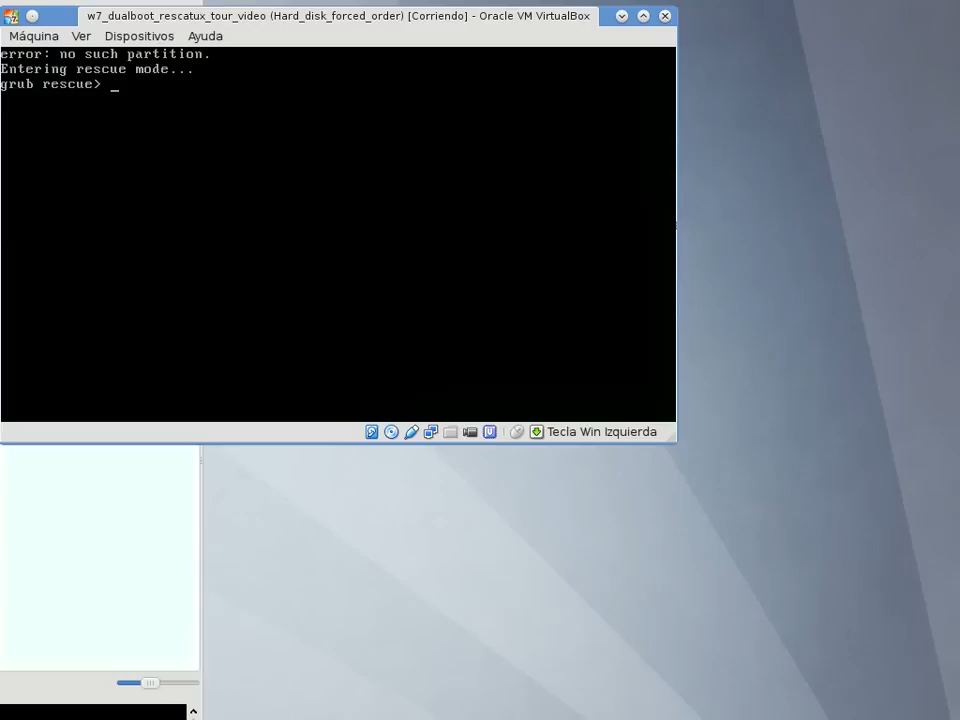 w7_dualboot_rescatux_tour_video (Hard_disk_forced_order) [Corriendo] - Oracle VM VirtualBox
Máquina Ver Dispositivos Ayuda
error: no such partition.
Entering rescue mode...
grub rescue> _
Tecla Win Izquierda